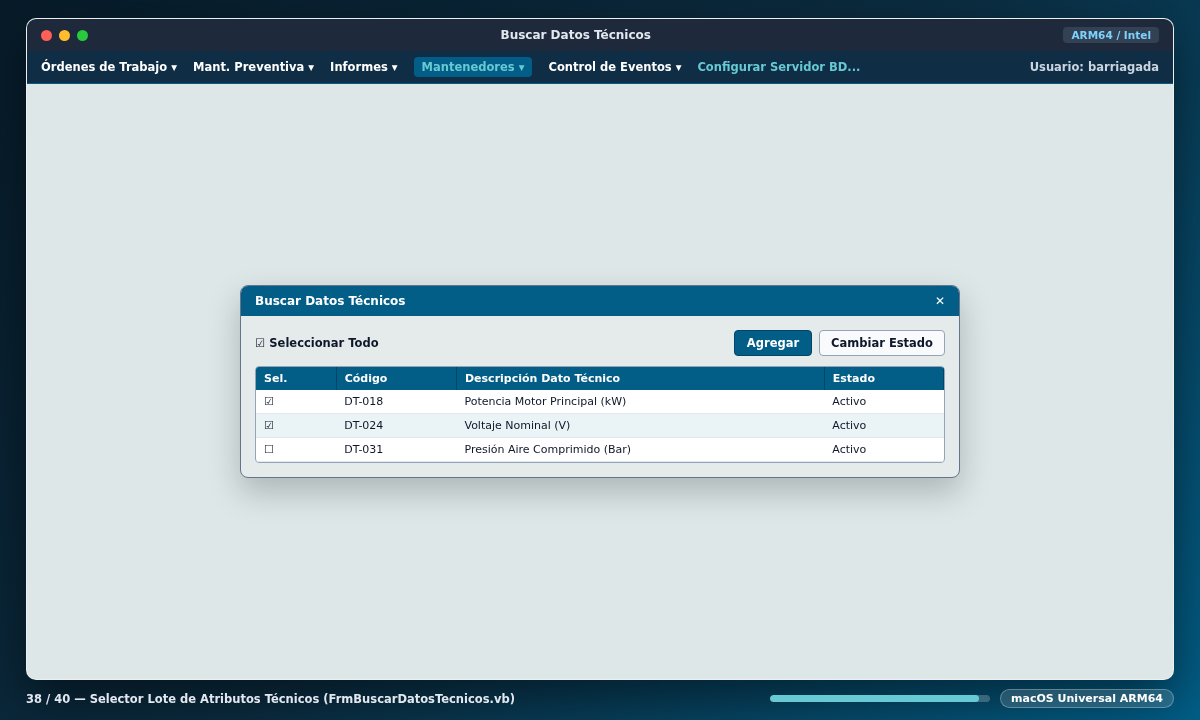 Buscar Datos Técnicos
ARM64 / Intel
Órdenes de Trabajo ▾ Mant. Preventiva ▾ Informes ▾ Mantenedores ▾ Control de Eventos ▾ Configurar Servidor BD... Usuario: barriagada
Buscar Datos Técnicos ✕
☑ Seleccionar Todo Agregar Cambiar Estado
Sel. Código Descripción Dato Técnico Estado
☑ DT-018 Potencia Motor Principal (kW) Activo
☑ DT-024 Voltaje Nominal (V) Activo
☐ DT-031 Presión Aire Comprimido (Bar) Activo
38 / 40 — Selector Lote de Atributos Técnicos (FrmBuscarDatosTecnicos.vb) macOS Universal ARM64